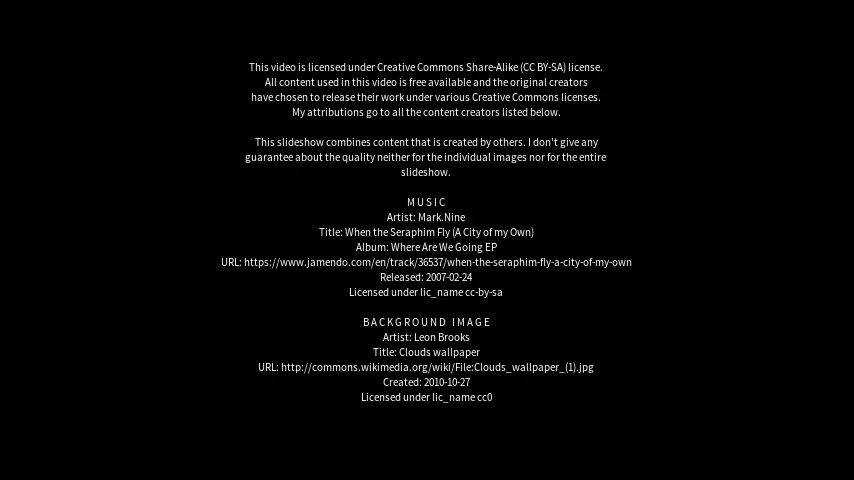 This video is licensed under Creative Commons Share-Alike (CC BY-SA) license.
All content used in this video is free available and the original creators
have chosen to release their work under various Creative Commons licenses.
My attributions go to all the content creators listed below.
This slideshow combines content that is created by others. I don't give any
guarantee about the quality neither for the individual images nor for the entire
slideshow.
MUSIC
Artist: Mark.Nine
Title: When the Seraphim Fly (A City of my Own)
Album: Where Are We Going EP
URL: https://www.jamendo.com/en/track/36537/when-the-seraphim-fly-a-city-of-my-own
Released: 2007-02-24
Licensed under lic_name cc-by-sa
BACKGROUND IMAGE
Artist: Leon Brooks
Title: Clouds wallpaper
URL: http://commons.wikimedia.org/wiki/File:Clouds_wallpaper_(1).jpg
Created: 2010-10-27
Licensed under lic_name cc0